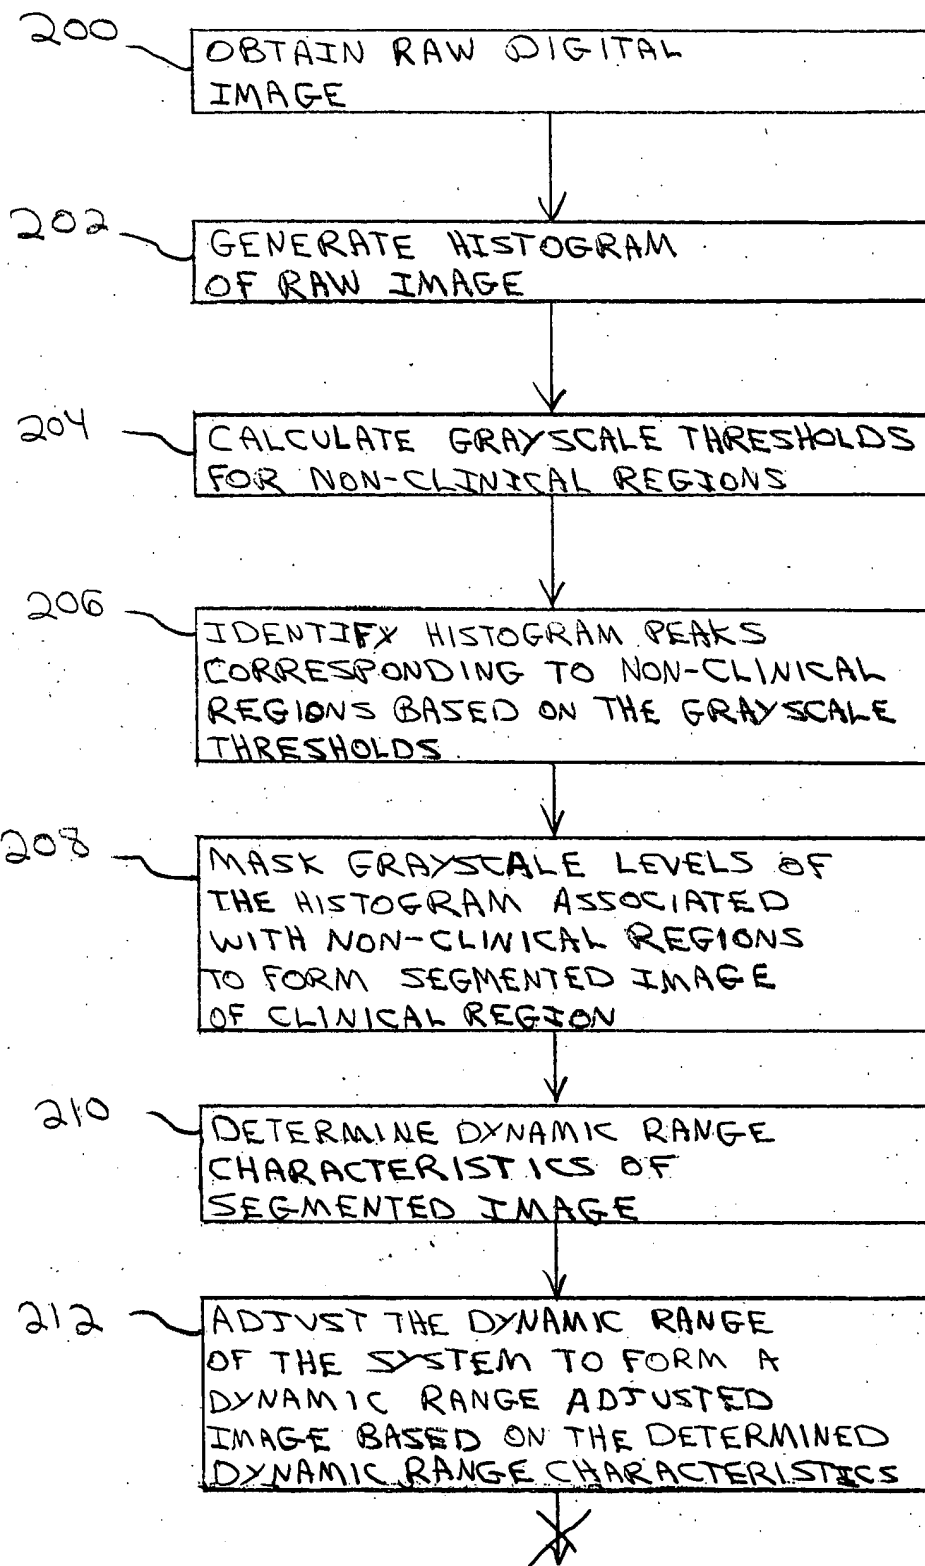 200
OBTAIN RAW DIGITAL
IMAGE
202
GENERATE HISTOGRAM
OF RAW IMAGE
204
CALCULATE GRAYSCALE THRESHOLDS
FOR NON-CLINICAL REGIONS
206
IDENTIFY HISTOGRAM PEAKS
CORRESPONDING TO NON-CLINICAL
REGIONS BASED ON THE GRAYSCALE
THRESHOLDS
208
MASK GRAYSCALE LEVELS OF
THE HISTOGRAM ASSOCIATED
WITH NON-CLINICAL REGIONS
TO FORM SEGMENTED IMAGE
OF CLINICAL REGION
210
DETERMINE DYNAMIC RANGE
CHARACTERISTICS OF
SEGMENTED IMAGE
212
ADJUST THE DYNAMIC RANGE
OF THE SYSTEM TO FORM A
DYNAMIC RANGE ADJUSTED
IMAGE BASED ON THE DETERMINED
DYNAMIC RANGE CHARACTERISTICS